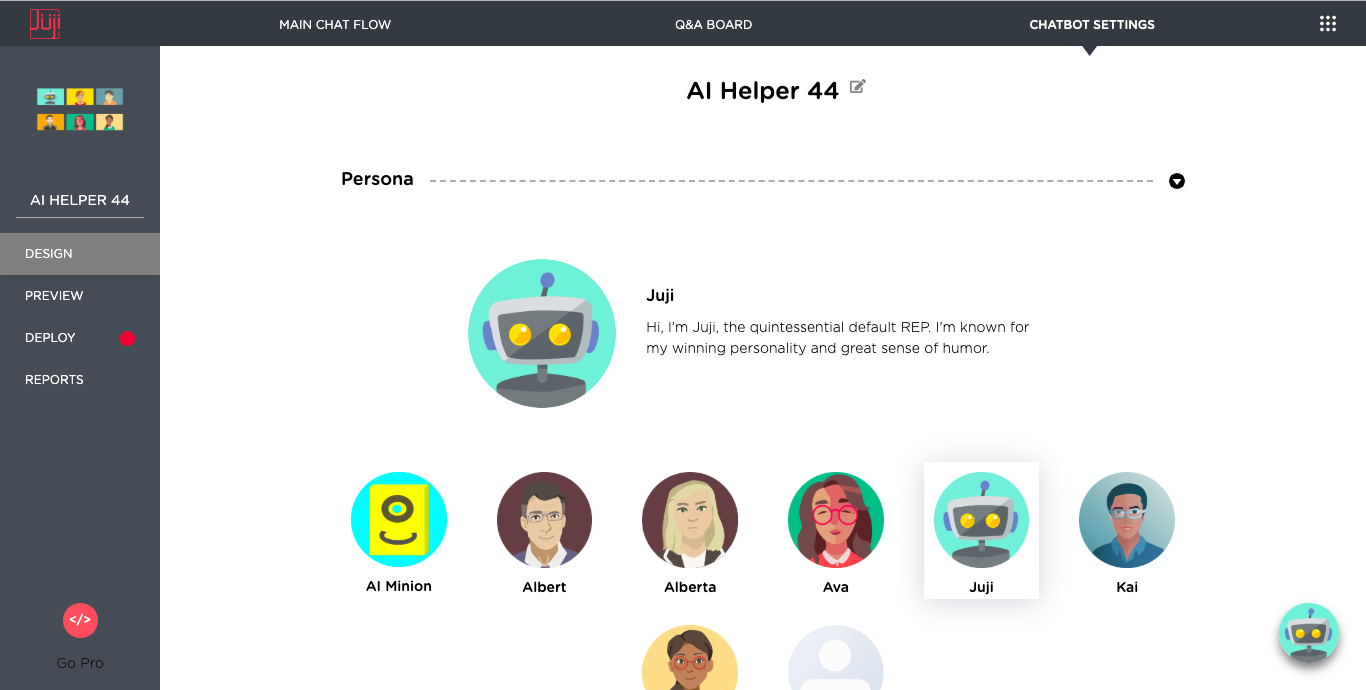 Juji
MAIN CHAT FLOW
Q&A BOARD
CHATBOT SETTINGS
AI Helper 44
Persona
AI HELPER 44
DESIGN
PREVIEW
DEPLOY
REPORTS
Juji
Hi, I'm Juji, the quintessential default REP. I'm known for
my winning personality and great sense of humor.
AI Minion
Albert
Alberta
Ava
Juji
Kai
</>
Go Pro